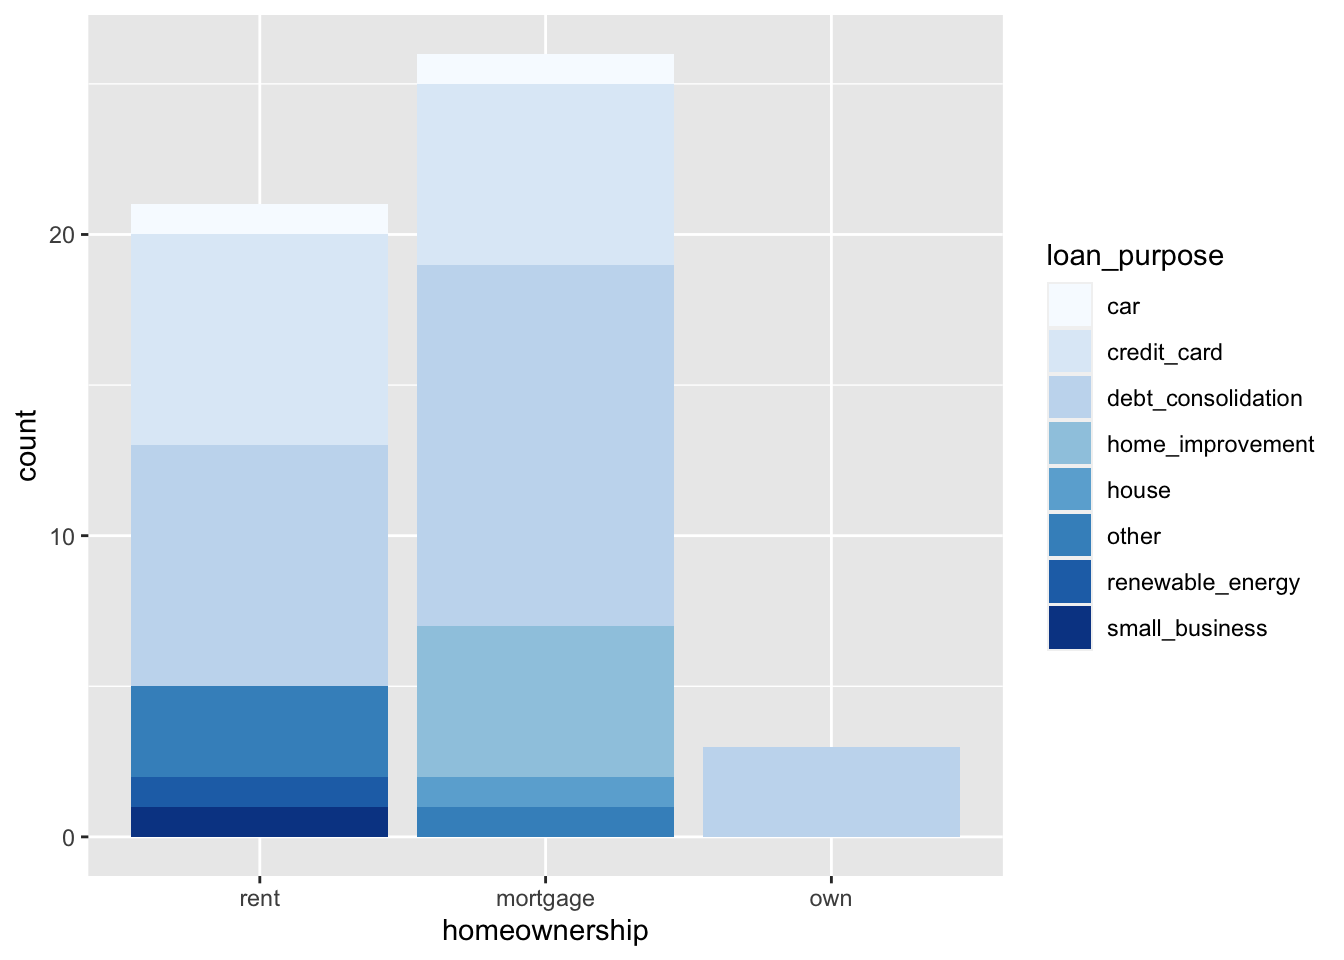 count
20
10
0
rent
mortgage
own
homeownership
loan_purpose
car
credit_card
debt_consolidation
home_improvement
house
other
renewable_energy
small_business